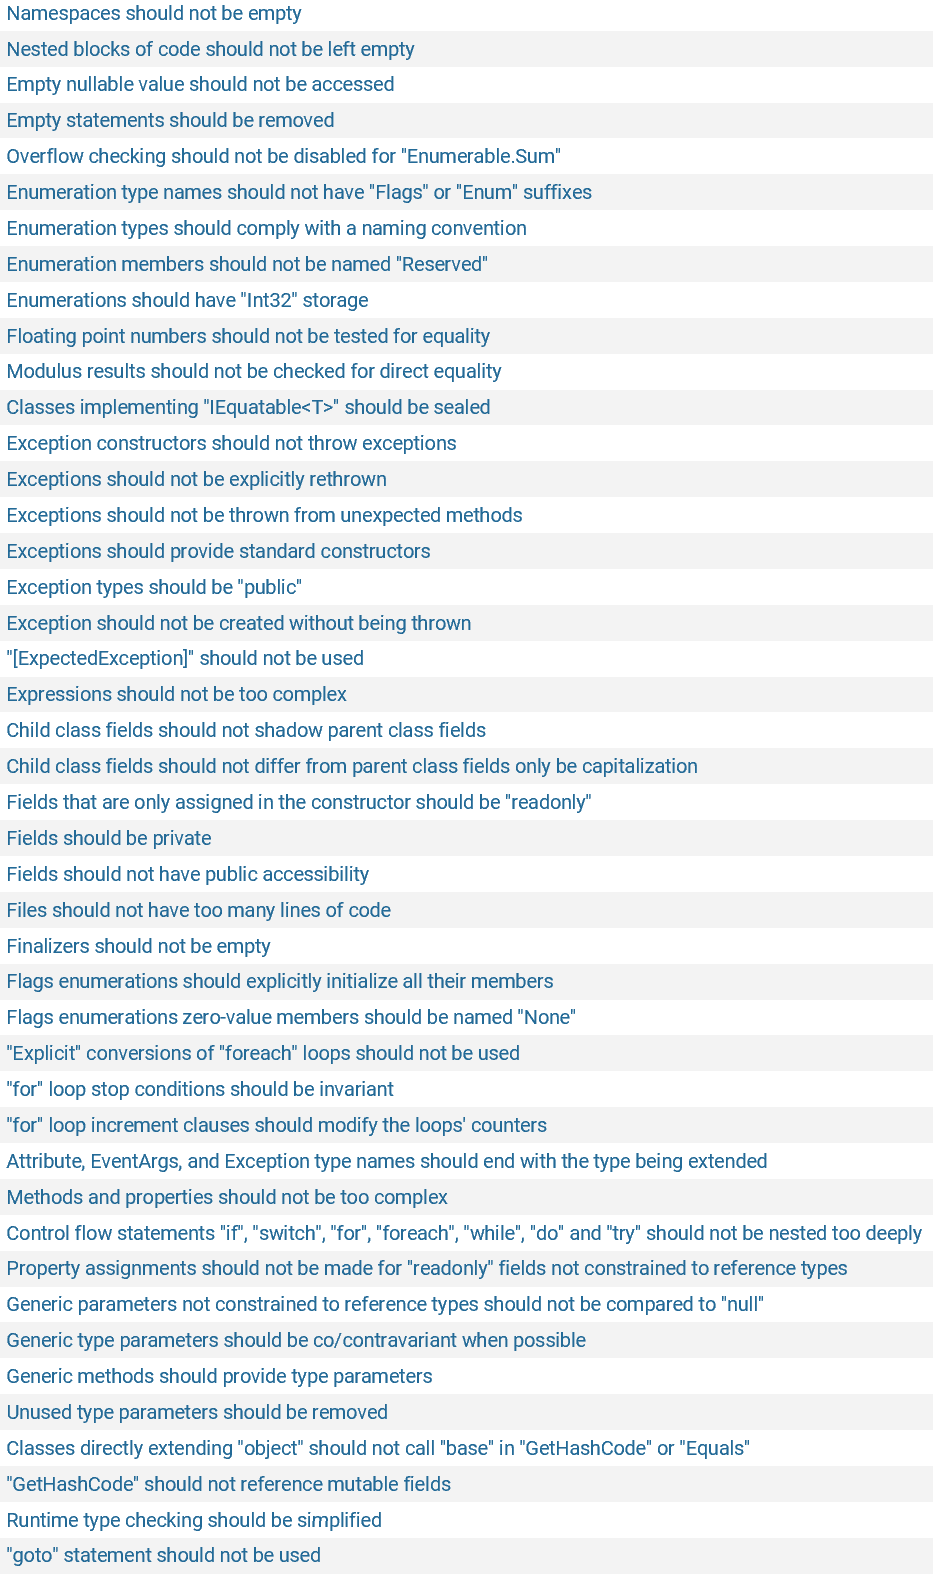 Namespaces should not be empty
Nested blocks of code should not be left empty
Empty nullable value should not be accessed
Empty statements should be removed
Overflow checking should not be disabled for "Enumerable.Sum"
Enumeration type names should not have "Flags" or "Enum" suffixes
Enumeration types should comply with a naming convention
Enumeration members should not be named "Reserved"
Enumerations should have "Int32" storage
Floating point numbers should not be tested for equality
Modulus results should not be checked for direct equality
Classes implementing "IEquatable<T>" should be sealed
Exception constructors should not throw exceptions
Exceptions should not be explicitly rethrown
Exceptions should not be thrown from unexpected methods
Exceptions should provide standard constructors
Exception types should be "public"
Exception should not be created without being thrown
"[ExpectedException]" should not be used
Expressions should not be too complex
Child class fields should not shadow parent class fields
Child class fields should not differ from parent class fields only be capitalization
Fields that are only assigned in the constructor should be "readonly"
Fields should be private
Fields should not have public accessibility
Files should not have too many lines of code
Finalizers should not be empty
Flags enumerations should explicitly initialize all their members
Flags enumerations zero-value members should be named "None"
"Explicit" conversions of "foreach" loops should not be used
"for" loop stop conditions should be invariant
"for" loop increment clauses should modify the loops' counters
Attribute, EventArgs, and Exception type names should end with the type being extended
Methods and properties should not be too complex
Control flow statements "if", "switch", "for", "foreach", "while", "do" and "try" should not be nested too deeply
Property assignments should not be made for "readonly" fields not constrained to reference types
Generic parameters not constrained to reference types should not be compared to "null"
Generic type parameters should be co/contravariant when possible
Generic methods should provide type parameters
Unused type parameters should be removed
Classes directly extending "object" should not call "base" in "GetHashCode" or "Equals"
"GetHashCode" should not reference mutable fields
Runtime type checking should be simplified
"goto" statement should not be used